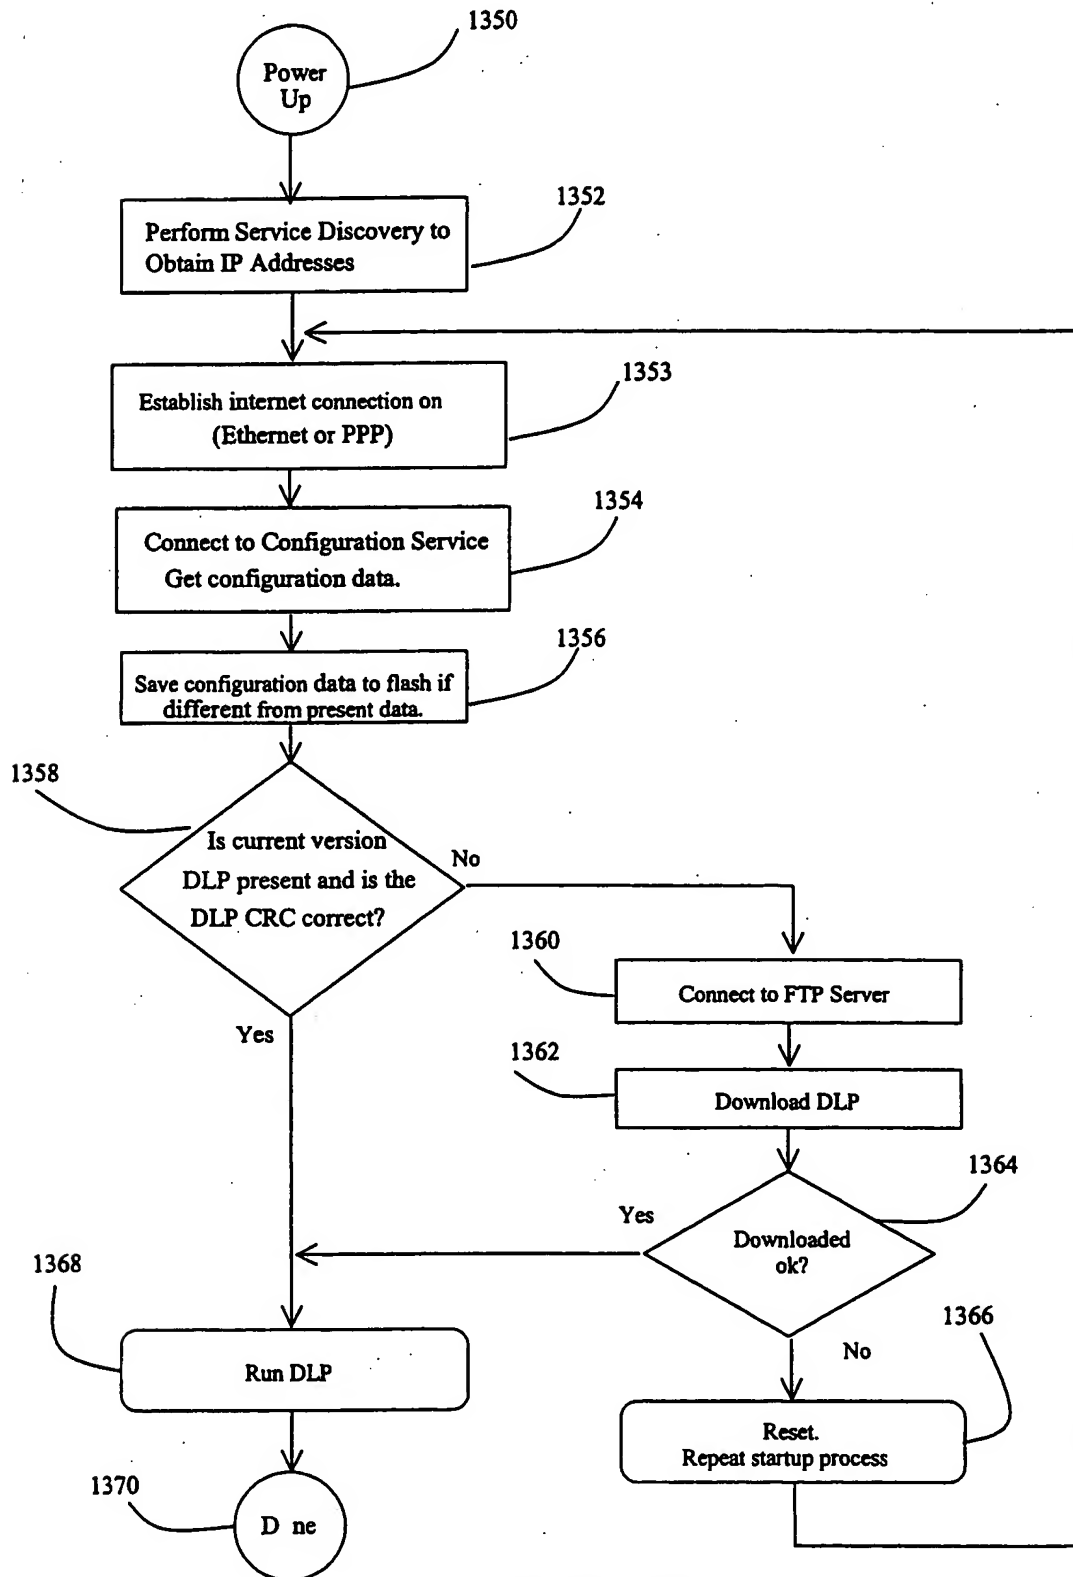 1350
Power
Up
1352
Perform Service Discovery to
Obtain IP Addresses
1353
Establish internet connection on
(Ethernet or PPP)
1354
Connect to Configuration Service
Get configuration data.
1356
Save configuration data to flash if
different from present data.
1358
Is current version
DLP present and is the
DLP CRC correct?
No
Yes
1360
Connect to FTP Server
1362
Download DLP
1364
Yes
Downloaded
ok?
No
1366
Reset.
Repeat startup process
1368
Run DLP
1370
D ne